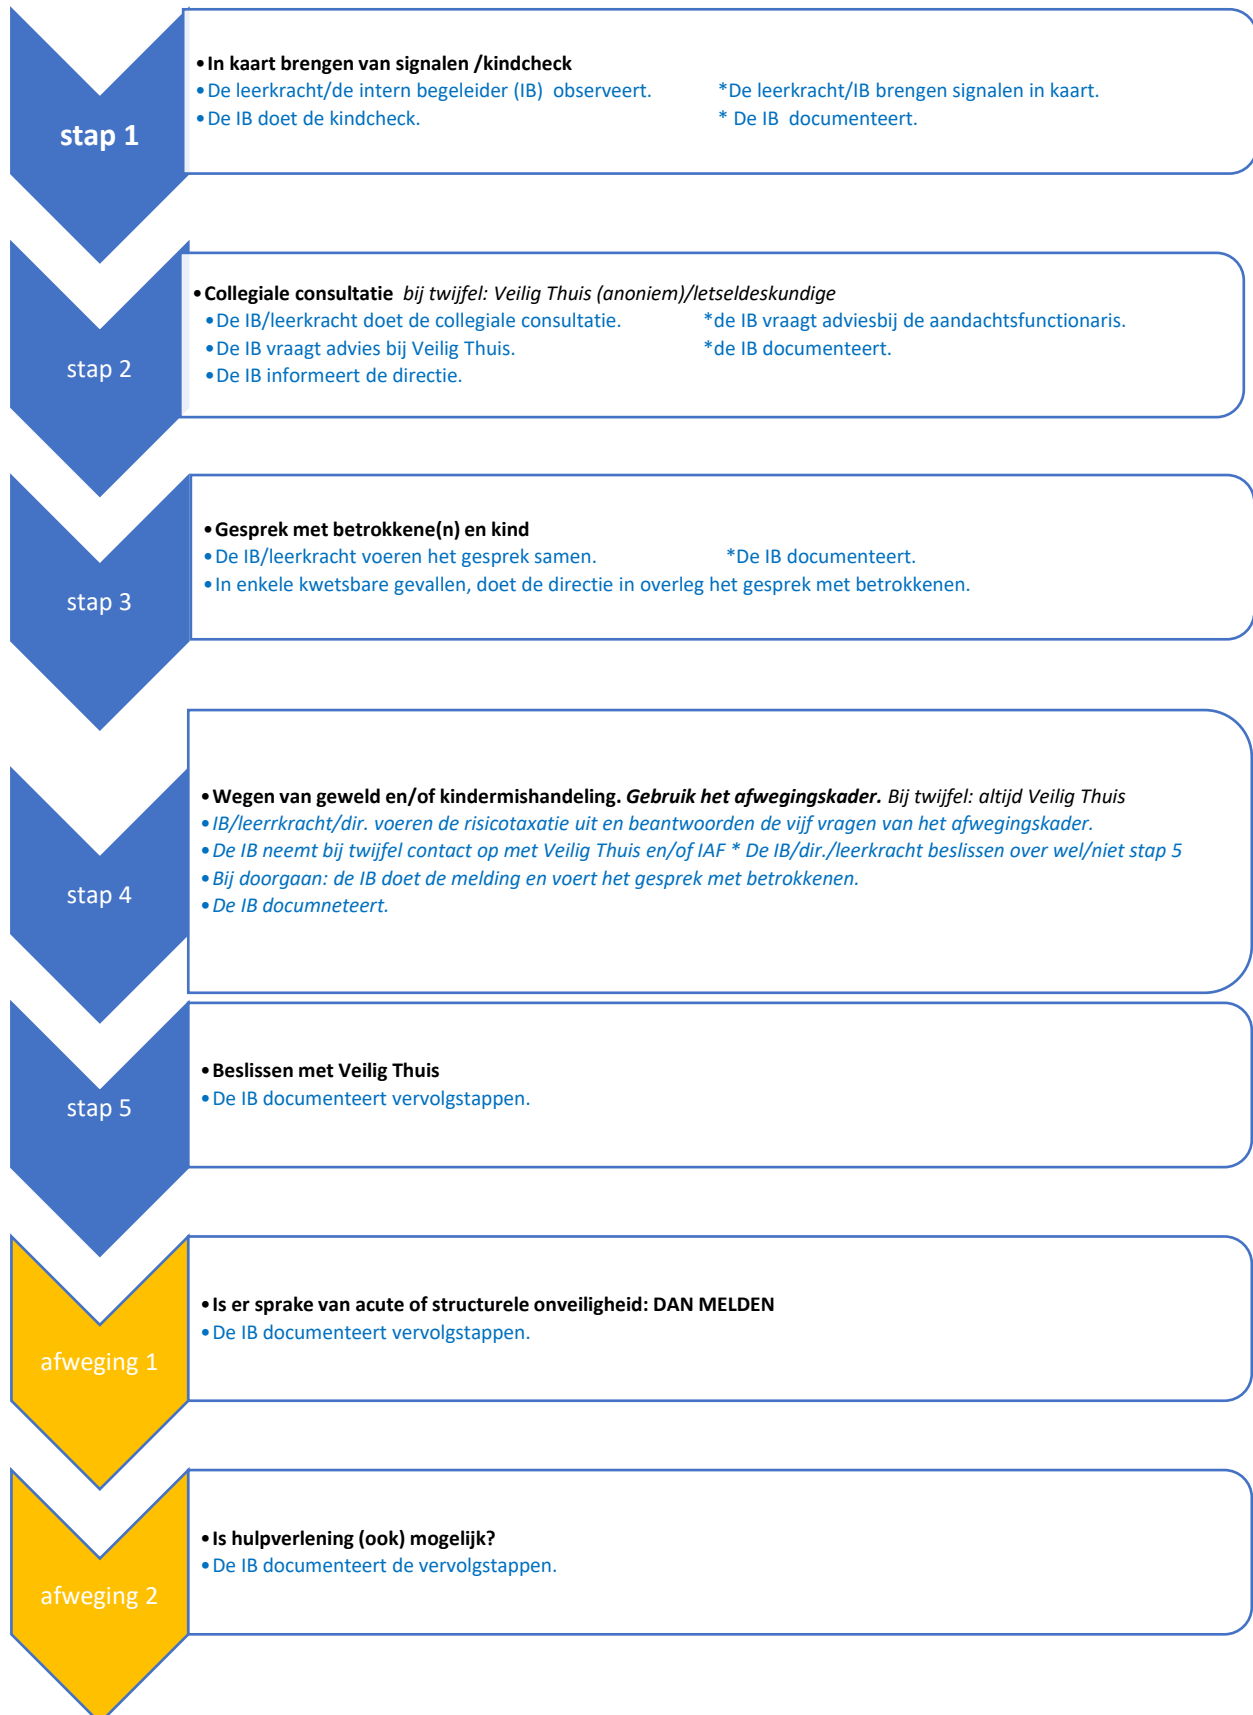 stap 1
•In kaart brengen van signalen /kindcheck
•De leerkracht/de intern begeleider (IB)  observeert. *De leerkracht/IB brengen signalen in kaart.
•De IB doet de kindcheck. * De IB  documenteert.
stap 2
•Collegiale consultatie  bij twijfel: Veilig Thuis (anoniem)/letseldeskundige
•De IB/leerkracht doet de collegiale consultatie. *de IB vraagt adviesbij de aandachtsfunctionaris.
•De IB vraagt advies bij Veilig Thuis. *de IB documenteert.
•De IB informeert de directie.
stap 3
•Gesprek met betrokkene(n) en kind
•De IB/leerkracht voeren het gesprek samen. *De IB documenteert.
•In enkele kwetsbare gevallen, doet de directie in overleg het gesprek met betrokkenen.
stap 4
•Wegen van geweld en/of kindermishandeling. Gebruik het afwegingskader. Bij twijfel: altijd Veilig Thuis
•IB/leerrkracht/dir. voeren de risicotaxatie uit en beantwoorden de vijf vragen van het afwegingskader.
•De IB neemt bij twijfel contact op met Veilig Thuis en/of IAF * De IB/dir./leerkracht beslissen over wel/niet stap 5
•Bij doorgaan: de IB doet de melding en voert het gesprek met betrokkenen.
•De IB documneteert.
stap 5
•Beslissen met Veilig Thuis
•De IB documenteert vervolgstappen.
afweging 1
•Is er sprake van acute of structurele onveiligheid: DAN MELDEN
•De IB documenteert vervolgstappen.
afweging 2
•Is hulpverlening (ook) mogelijk?
•De IB documenteert de vervolgstappen.